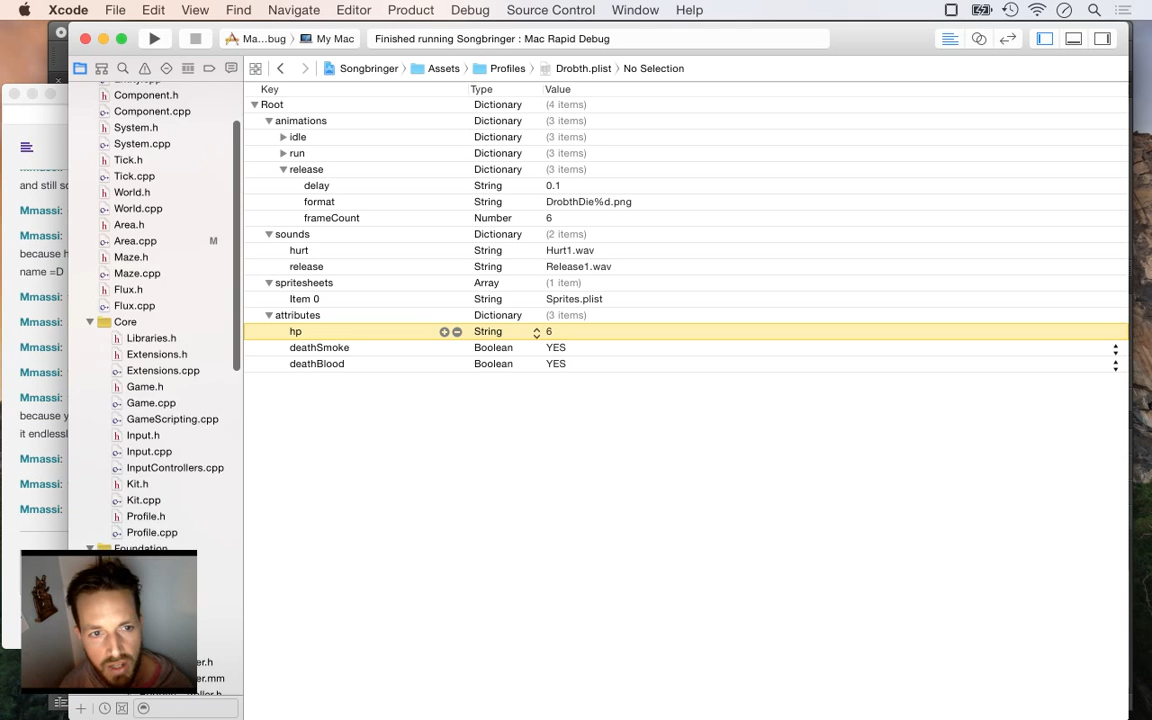 Xcode File Edit View Find Navigate Editor Product Debug Source Control Window Help
Ma...bug 〉 My Mac
Finished running Songbringer : Mac Rapid Debug
Songbringer 〉 Assets 〉 Profiles 〉 Drobth.plist 〉 No Selection
and still
Mmassi:
Mmassi:
because
name =D
Mmassi:
Mmassi:
Mmassi:
Mmassi:
Mmassi:
because
it
Mmassi:
Mmassi:
Mmassi:
Component.h
Component.cpp
System.h
System.cpp
Tick.h
Tick.cpp
World.h
World.cpp
Area.h
Area.cpp M
Maze.h
Maze.cpp
Flux.h
Flux.cpp
Core
Libraries.h
Extensions.h
Extensions.cpp
Game.h
Game.cpp
GameScripting.cpp
Input.h
Input.cpp
InputControllers.cpp
Kit.h
Kit.cpp
Profile.h
Profile.cpp
Foundation
Key Type Value
Root Dictionary (4 items)
animations Dictionary (3 items)
idle Dictionary (3 items)
run Dictionary (3 items)
release Dictionary (3 items)
delay String 0.1
format String DrobthDie%d.png
frameCount Number 6
sounds Dictionary (2 items)
hurt String Hurt1.wav
release String Release1.wav
spritesheets Array (1 item)
Item 0 String Sprites.plist
attributes Dictionary (3 items)
hp String 6
deathSmoke Boolean YES
deathBlood Boolean YES